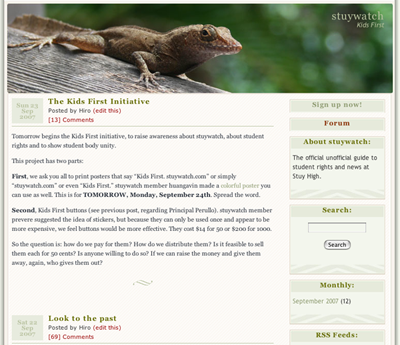 stuywatch
Kids First
Sun 23
Sep
2007
The Kids First Initiative
Posted by Hiro (edit this)
[13] Comments
Tomorrow begins the Kids First initiative, to raise awareness about stuywatch, about student
rights and to show student body unity.
This project has two parts:
First, we ask you all to print posters that say “Kids First. stuywatch.com” or simply
“stuywatch.com” or even “Kids First.” stuywatch member huangavin made a colorful poster you
can use as well. This is for TOMORROW, Monday, September 24th. Spread the word.
Second, Kids First buttons (see previous post, regarding Principal Perullo). stuywatch member
prevere suggested the idea of stickers, but because they can only be used once and appear to be
more expensive, we feel buttons would be more effective. They cost $14 for 50 or $200 for 1000.
So the question is: how do we pay for them? How do we distribute them? Is it feasible to sell
them each for 50 cents? Is anyone willing to do so? If we can raise the money and give them
away, again, who gives them out?
Sat 22
Sep
2007
Look to the past
Posted by Hiro (edit this)
[69] Comments
Sign up now!
Forum
About stuywatch:
The official unofficial guide to
student rights and news at
Stuy High.
Search:
Search
Monthly:
September 2007 (12)
RSS Feeds: